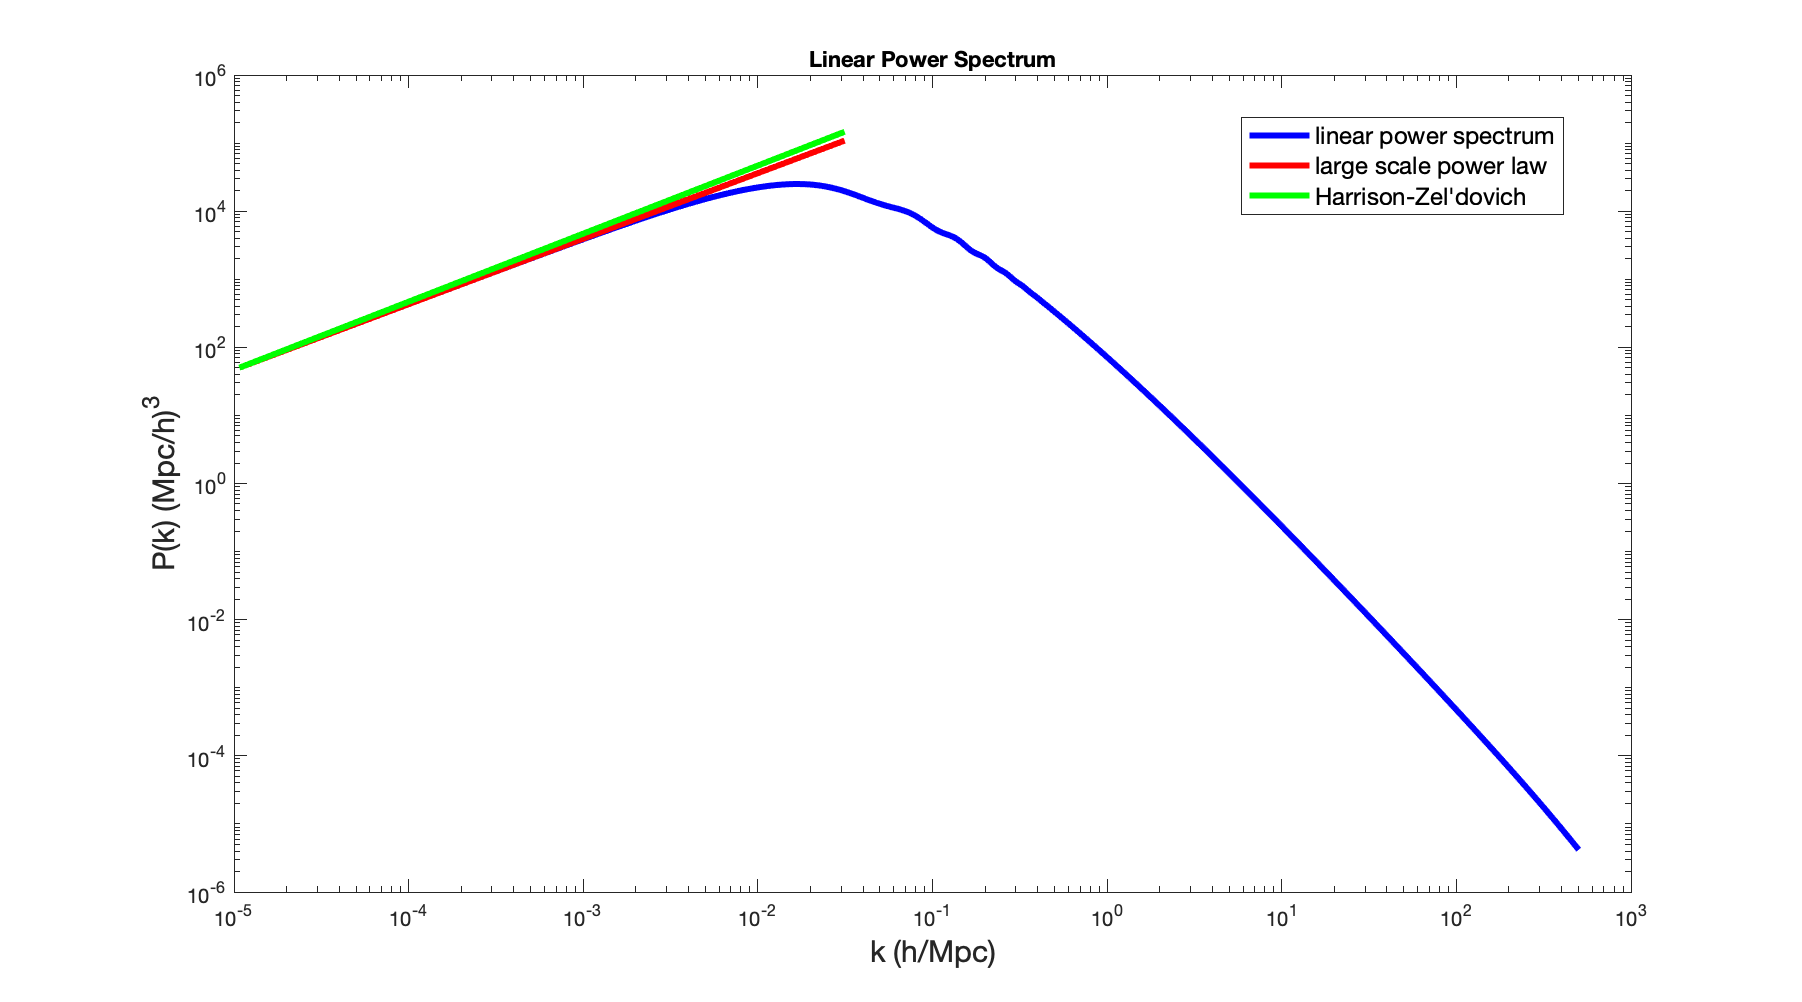 Linear Power Spectrum
10^6
10^4
10^2
10^0
10^-2
10^-4
10^-6
P(k) (Mpc/h)^3
linear power spectrum
large scale power law
Harrison-Zel'dovich
10^-5 10^-4 10^-3 10^-2 10^-1 10^0 10^1 10^2 10^3
k (h/Mpc)